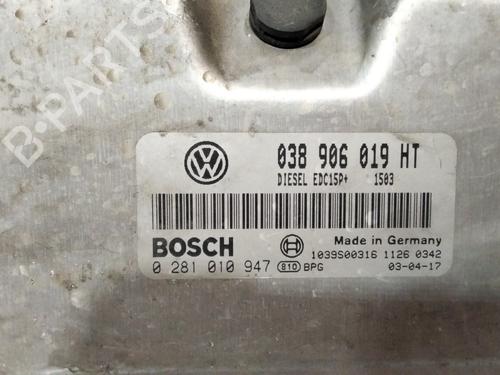 B-PARTS
038 906 019 HT
DIESEL EDC15P+ 1503
BOSCH
Made in Germany
0 281 010 947 810 BPG
1039S00316 1126 0342
03-04-17